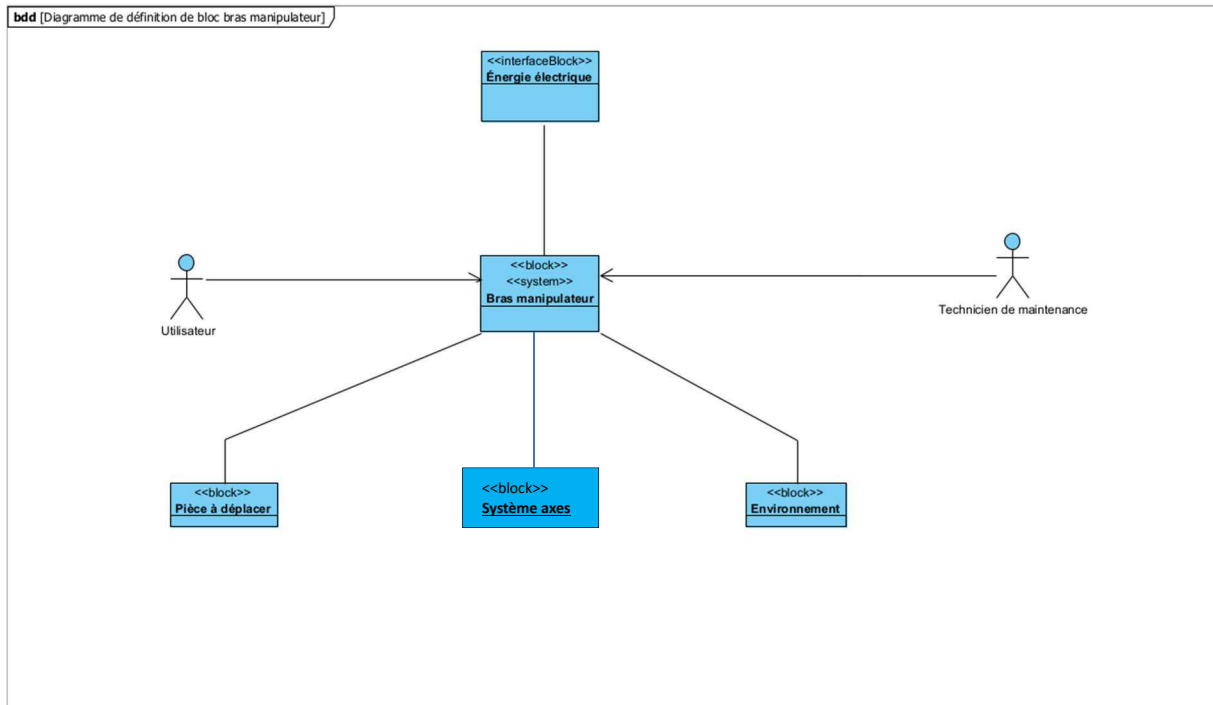 bdd [Diagramme de définition de bloc bras manipulateur]
<<interfaceBlock>>
Énergie électrique
<<block>>
<<system>>
Bras manipulateur
Utilisateur
Technicien de maintenance
<<block>>
Pièce à déplacer
<<block>>
Système axes
<<block>>
Environnement